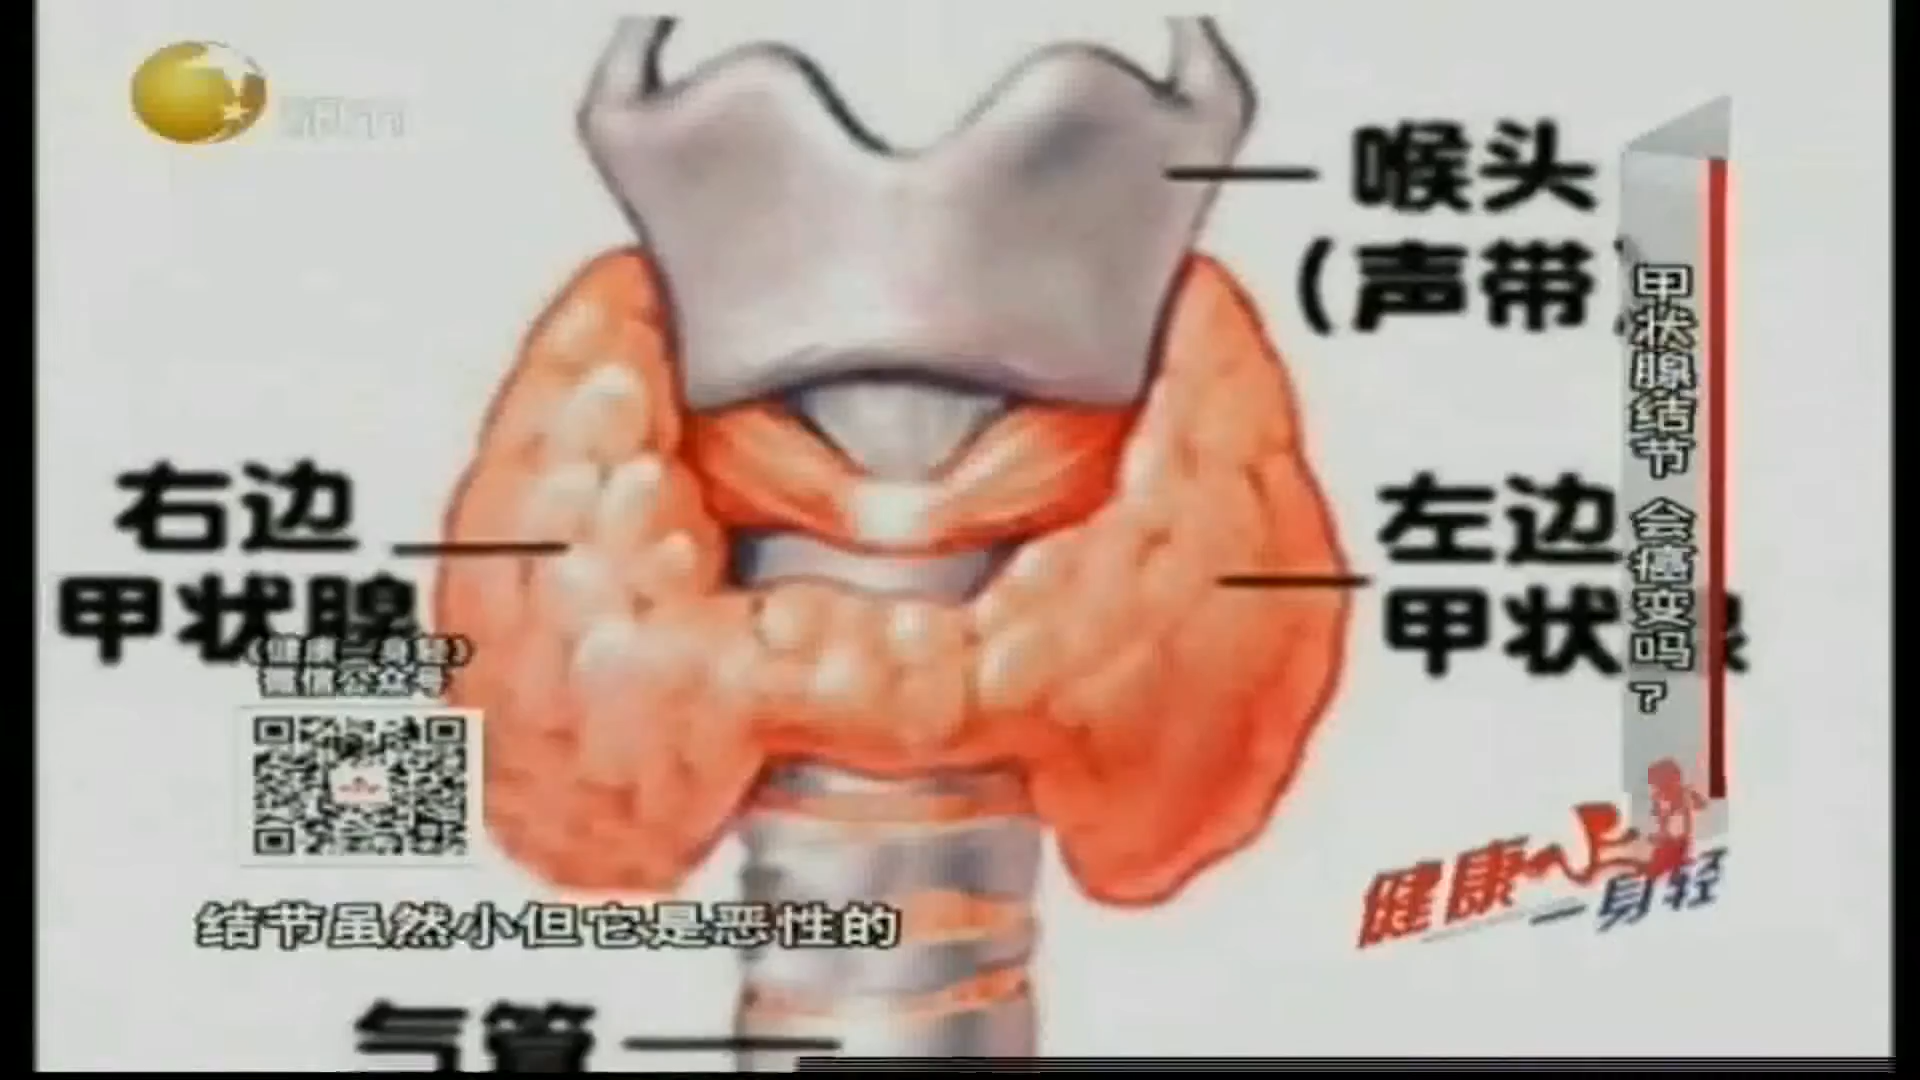 喉头
（声带）
右边
甲状腺
左边
甲状腺
甲状腺结节 会癌变吗？
《健康一身轻》
微信公众号
结节虽然小但它是恶性的
健康一身轻
气管